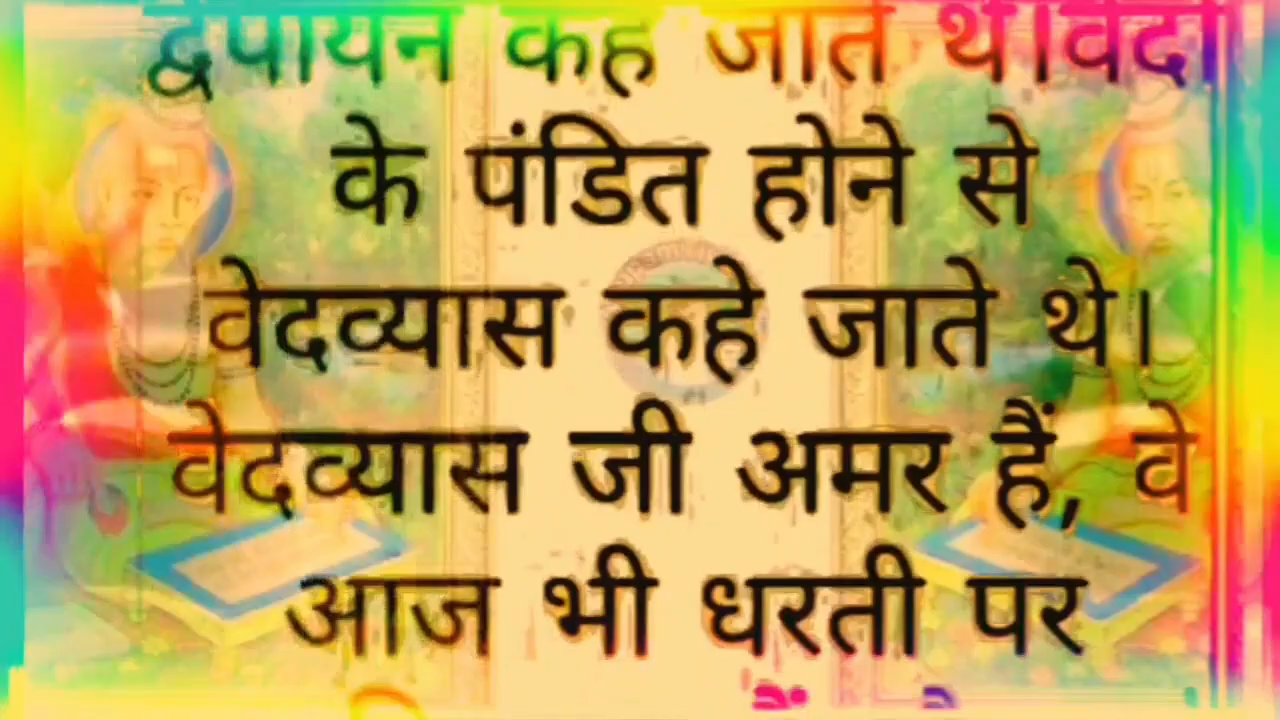 द्वैपायन कहे जाते थे।वेदों
के पंडित होने से
वेदव्यास कहे जाते थे।
वेदव्यास जी अमर हैं, वे
आज भी धरती पर